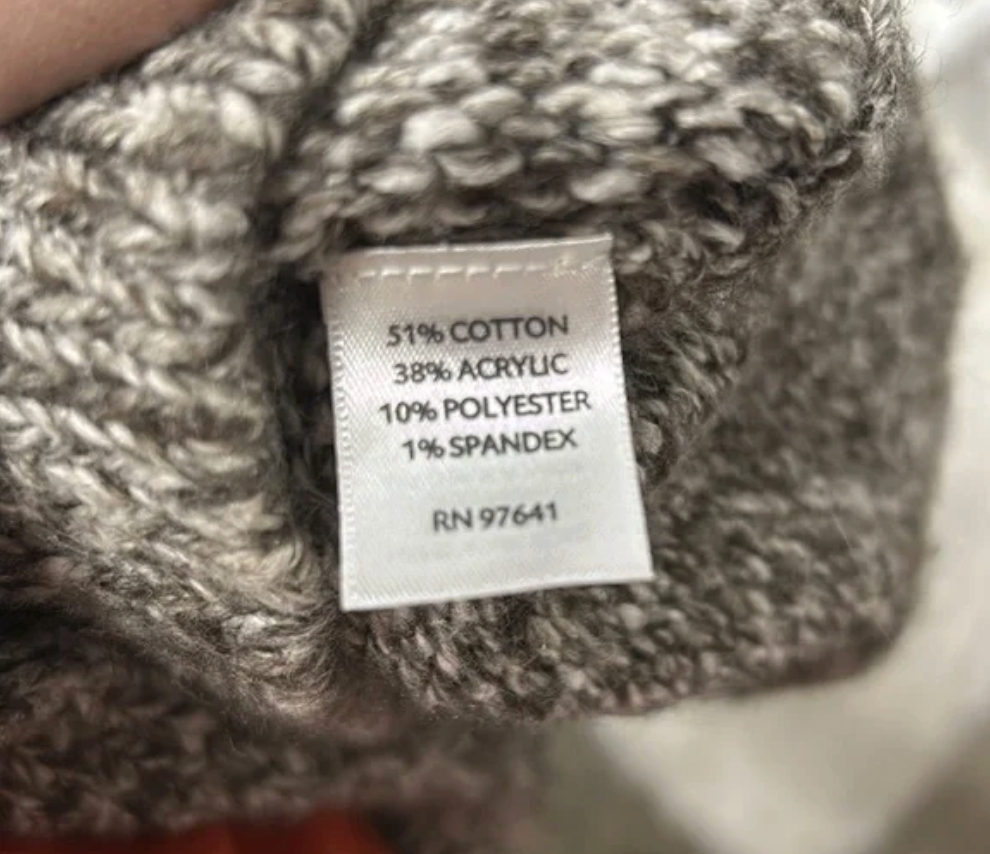 51% COTTON
38% ACRYLIC
10% POLYESTER
1% SPANDEX
RN 97641